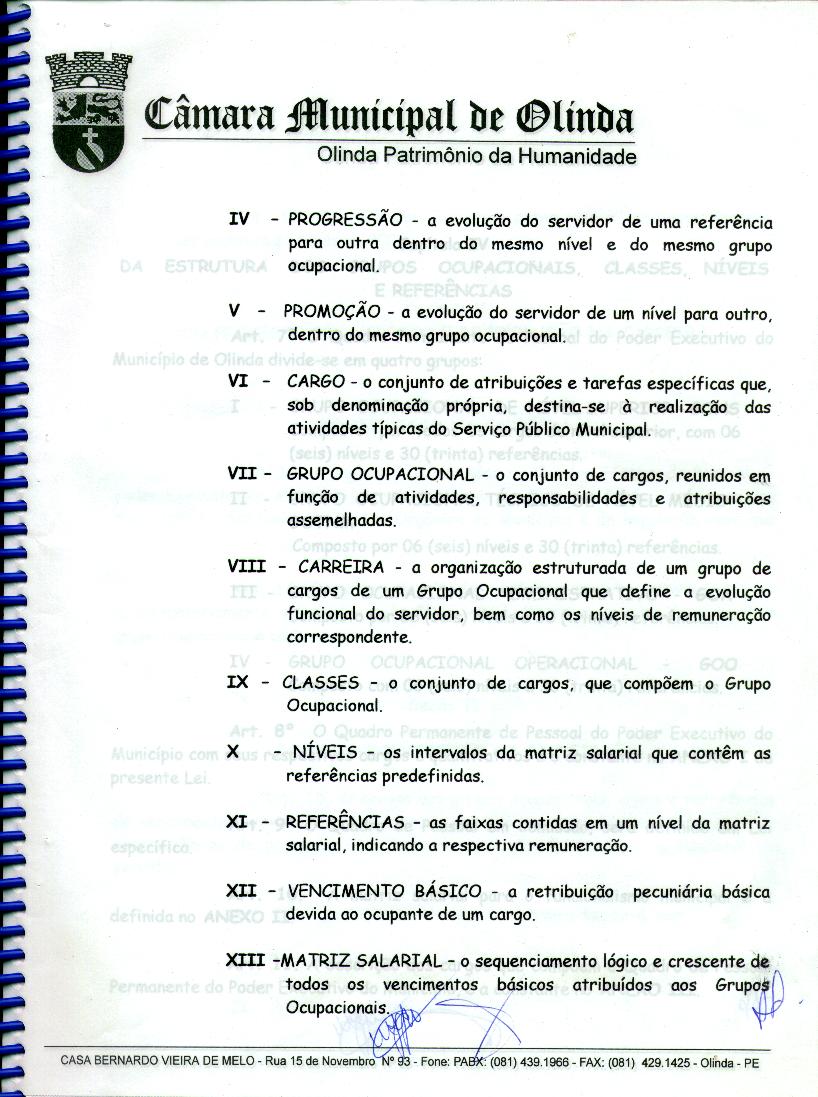 Câmara Municipal de Olinda
Olinda Patrimônio da Humanidade
IV - PROGRESSÃO - a evolução do servidor de uma referência
para outra dentro do mesmo nível e do mesmo grupo
ocupacional.
V - PROMOÇÃO - a evolução do servidor de um nível para outro,
dentro do mesmo grupo ocupacional.
VI - CARGO - o conjunto de atribuições e tarefas específicas que,
sob denominação própria, destina-se à realização das
atividades típicas do Serviço Público Municipal.
VII - GRUPO OCUPACIONAL - o conjunto de cargos, reunidos em
função de atividades, responsabilidades e atribuições
assemelhadas.
VIII - CARREIRA - a organização estruturada de um grupo de
cargos de um Grupo Ocupacional que define a evolução
funcional do servidor, bem como os níveis de remuneração
correspondente.
IX - CLASSES - o conjunto de cargos, que compõem o Grupo
Ocupacional.
X - NÍVEIS - os intervalos da matriz salarial que contêm as
referências predefinidas.
XI - REFERÊNCIAS - as faixas contidas em um nível da matriz
salarial, indicando a respectiva remuneração.
XII - VENCIMENTO BÁSICO - a retribuição pecuniária básica
devida ao ocupante de um cargo.
XIII -MATRIZ SALARIAL - o sequenciamento lógico e crescente de
todos os vencimentos básicos atribuídos aos Grupos
Ocupacionais.
CASA BERNARDO VIEIRA DE MELO - Rua 15 de Novembro Nº 93 - Fone: PABX: (081) 439.1966 - FAX: (081) 429.1425 - Olinda - PE